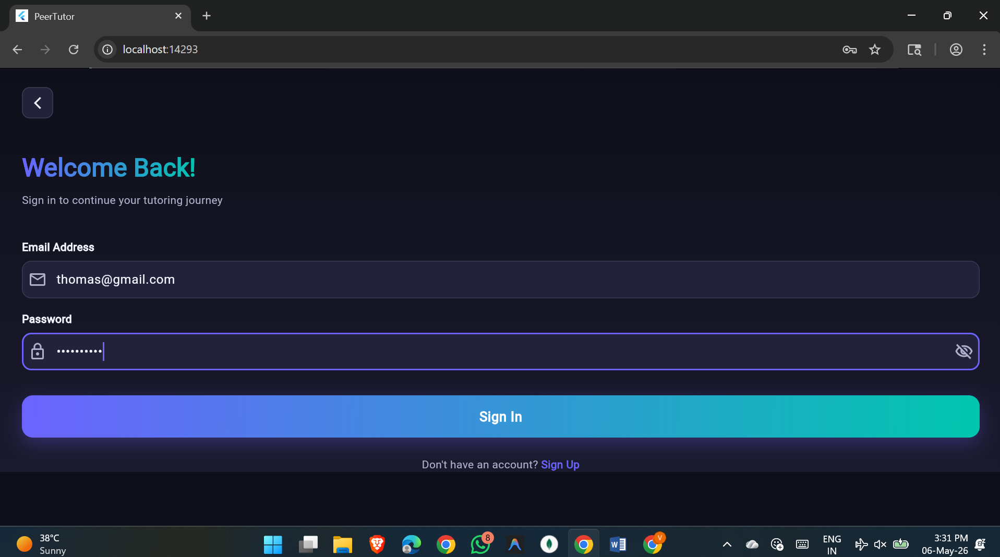 PeerTutor
localhost:14293
Welcome Back!
Sign in to continue your tutoring journey
Email Address
thomas@gmail.com
Password
••••••••••
Sign In
Don't have an account? Sign Up
38°C
Sunny
8
W
V
ENG
IN
3:31 PM
06-May-26